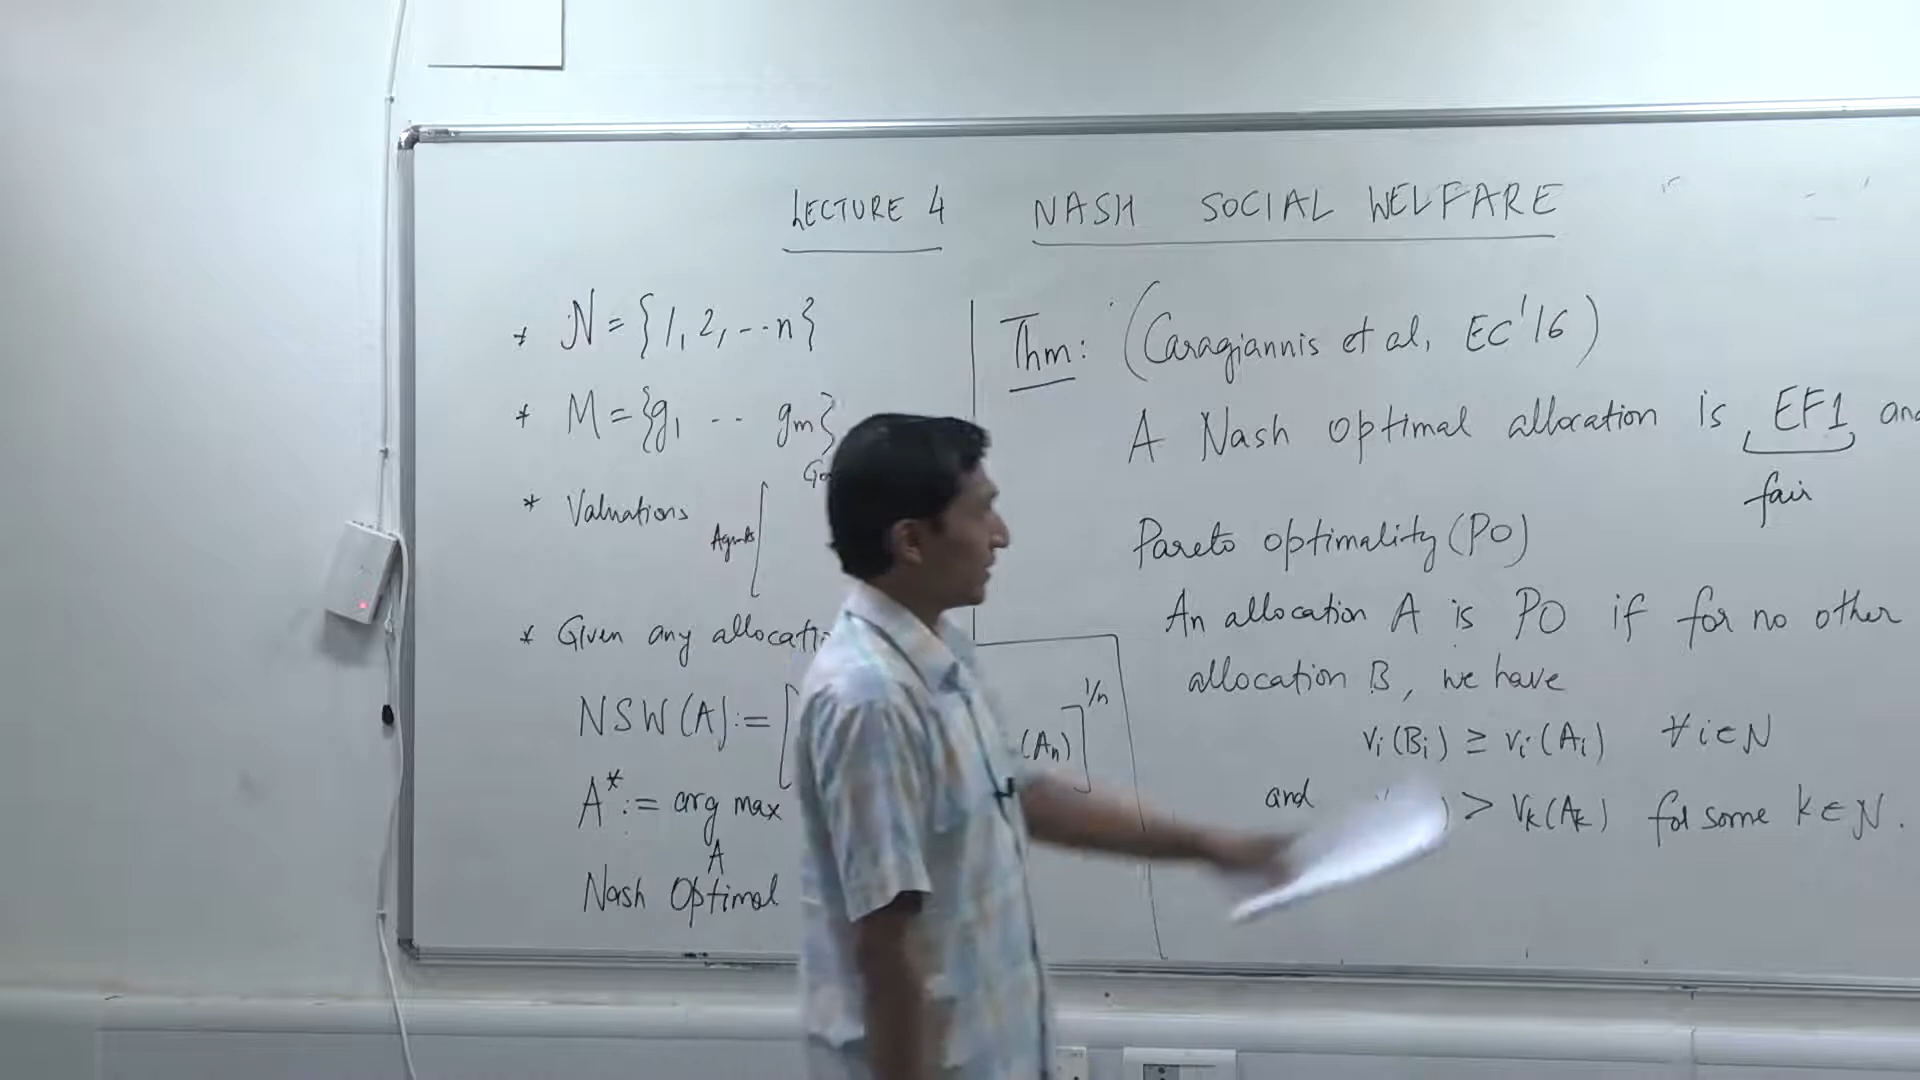 LECTURE 4 NASH SOCIAL WELFARE
* N = {1, 2, -- n}
* M = {g₁ -- gₘ}
* Valuations Agents
* Given any
NSW(A) := [ (Aₙ)]^{1/n}
A* := arg max
A
Nash Optimal
Thm: (Caragiannis et al, EC'16)
A Nash optimal allocation is EF1
fair
Pareto optimality (PO)
An allocation A is PO if for no other
allocation B, we have
vᵢ(Bᵢ) ≥ vᵢ(Aᵢ) ∀ i ∈ N
and ) > vₖ(Aₖ) for some k ∈ N.